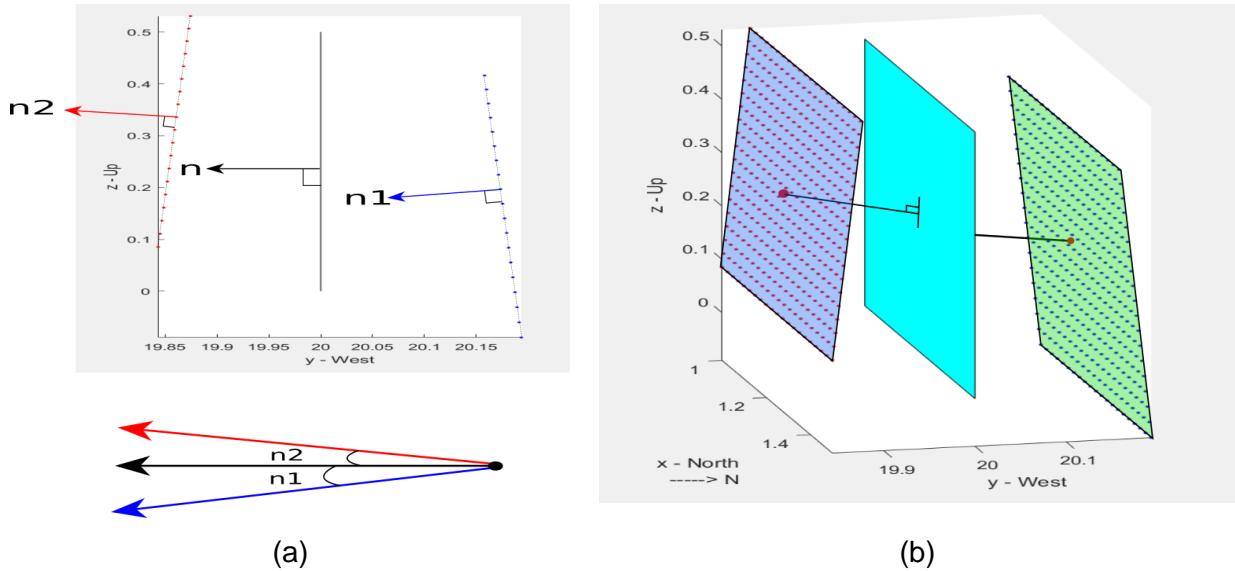 0.5
0.4
n2
0.3
z - Up
n
0.2
n1
0.1
0
19.85 19.9 19.95 20 20.05 20.1 20.15
y - West
n2
n1
(a)
0.5
0.4
0.3
z - Up
0.2
0.1
0
1
1.2
1.4
x - North
-----> N
19.9 20 20.1
y - West
(b)